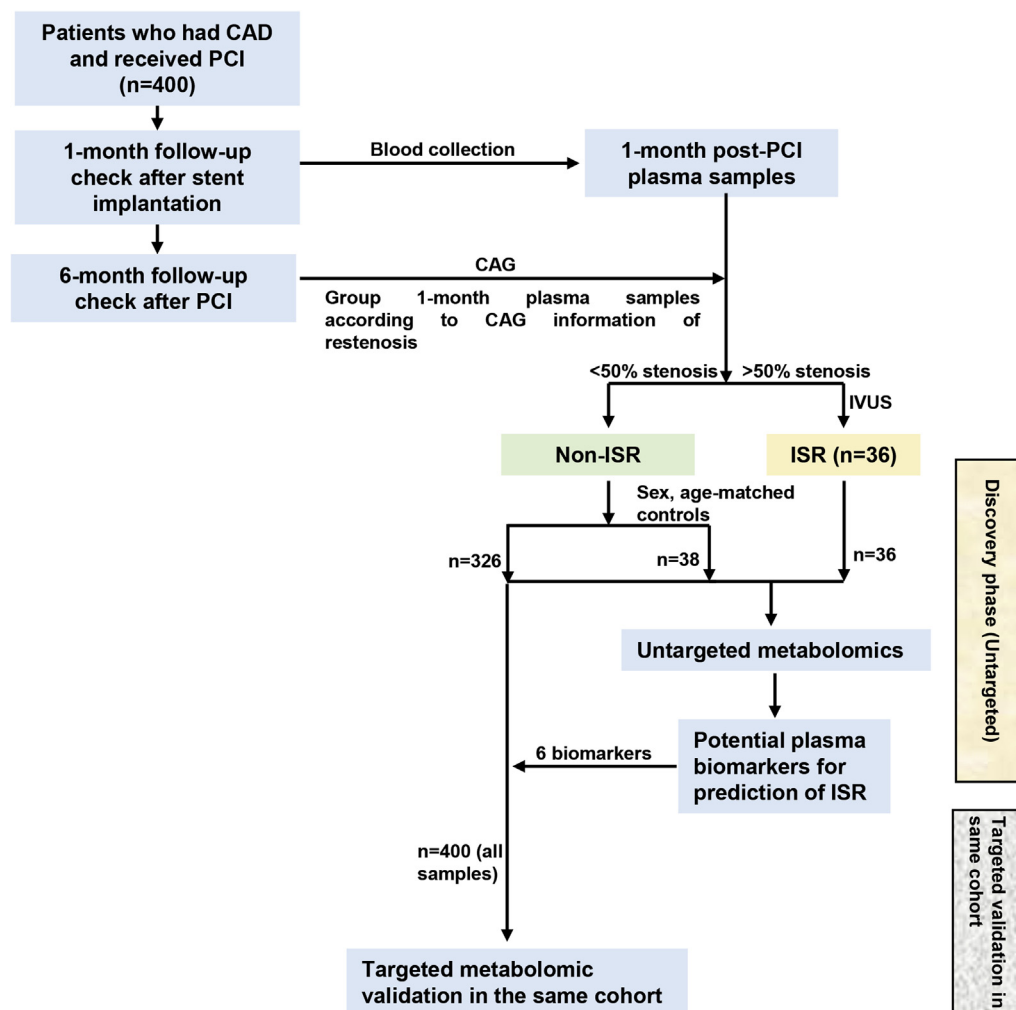 Patients who had CAD
and received PCI
(n=400)
1-month follow-up
check after stent
implantation
Blood collection
1-month post-PCI
plasma samples
6-month follow-up
check after PCI
CAG
Group 1-month plasma samples
according to CAG information of
restenosis
<50% stenosis
>50% stenosis
IVUS
Non-ISR
ISR (n=36)
Sex, age-matched
controls
n=326
n=38
n=36
Untargeted metabolomics
Potential plasma
biomarkers for
prediction of ISR
6 biomarkers
n=400 (all
samples)
Targeted metabolomic
validation in the same cohort
Discovery phase (Untargeted)
Targeted validation in
same cohort